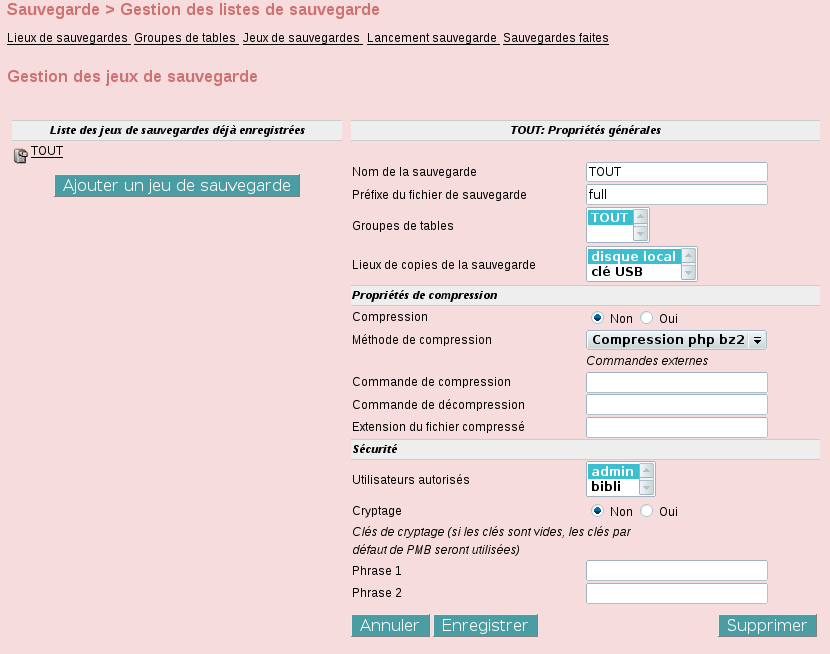 Sauvegarde > Gestion des listes de sauvegarde
Lieux de sauvegardes Groupes de tables Jeux de sauvegardes Lancement sauvegarde Sauvegardes faites
Gestion des jeux de sauvegarde
Liste des jeux de sauvegardes déjà enregistrées
TOUT
Ajouter un jeu de sauvegarde
TOUT: Propriétés générales
Nom de la sauvegarde TOUT
Préfixe du fichier de sauvegarde full
Groupes de tables TOUT
Lieux de copies de la sauvegarde disque local
clé USB
Propriétés de compression
Compression Non Oui
Méthode de compression Compression php bz2
Commandes externes
Commande de compression
Commande de décompression
Extension du fichier compressé
Sécurité
Utilisateurs autorisés admin
bibli
Cryptage Non Oui
Clés de cryptage (si les clés sont vides, les clés par
défaut de PMB seront utilisées)
Phrase 1
Phrase 2
Annuler Enregistrer Supprimer